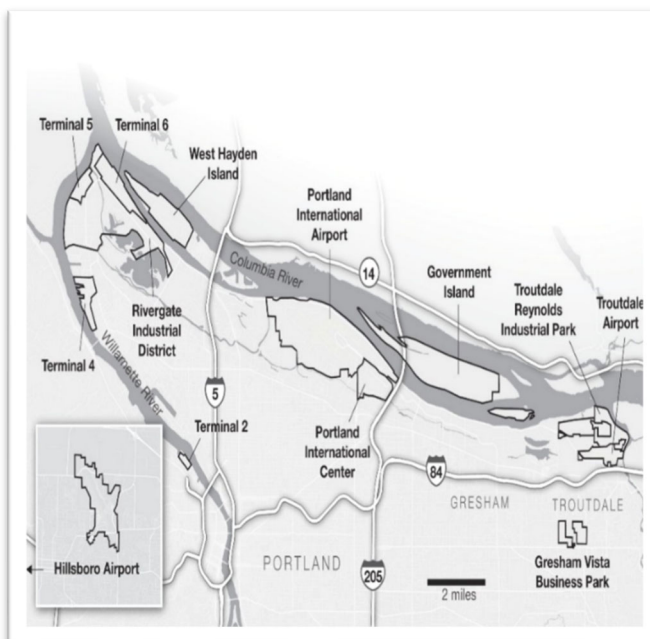 Terminal 5
Terminal 6
West Hayden
Island
Portland
International
Airport
14
Columbia River
Government
Island
Troutdale
Reynolds
Industrial Park
Troutdale
Airport
Rivergate
Industrial
District
Terminal 4
Willamette River
5
Terminal 2
Portland
International
Center
84
GRESHAM
TROUTDALE
Hillsboro Airport
PORTLAND
205
2 miles
Gresham Vista
Business Park